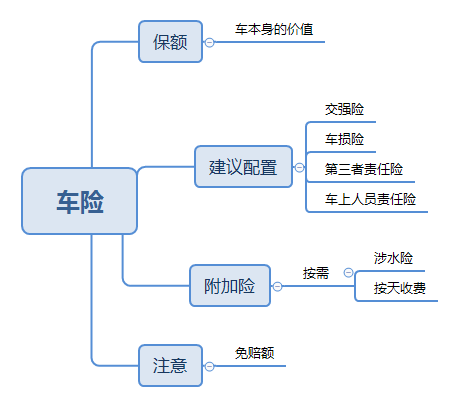 车险
保额
车本身的价值
建议配置
交强险
车损险
第三者责任险
车上人员责任险
附加险
按需
涉水险
按天收费
注意
免赔额